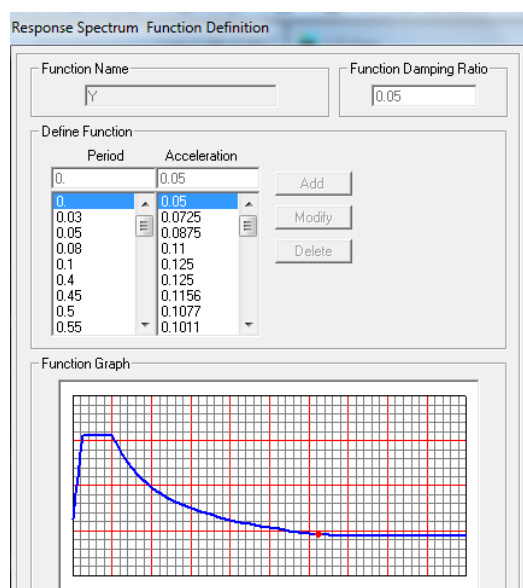 Response Spectrum Function Definition
Function Name
Function Damping Ratio
Y
0.05
Define Function
Period Acceleration
0. 0.05
Add
0. 0.05
0.03 0.0725
Modify
0.05 0.0875
0.08 0.11
Delete
0.1 0.125
0.4 0.125
0.45 0.1156
0.5 0.1077
0.55 0.1011
Function Graph